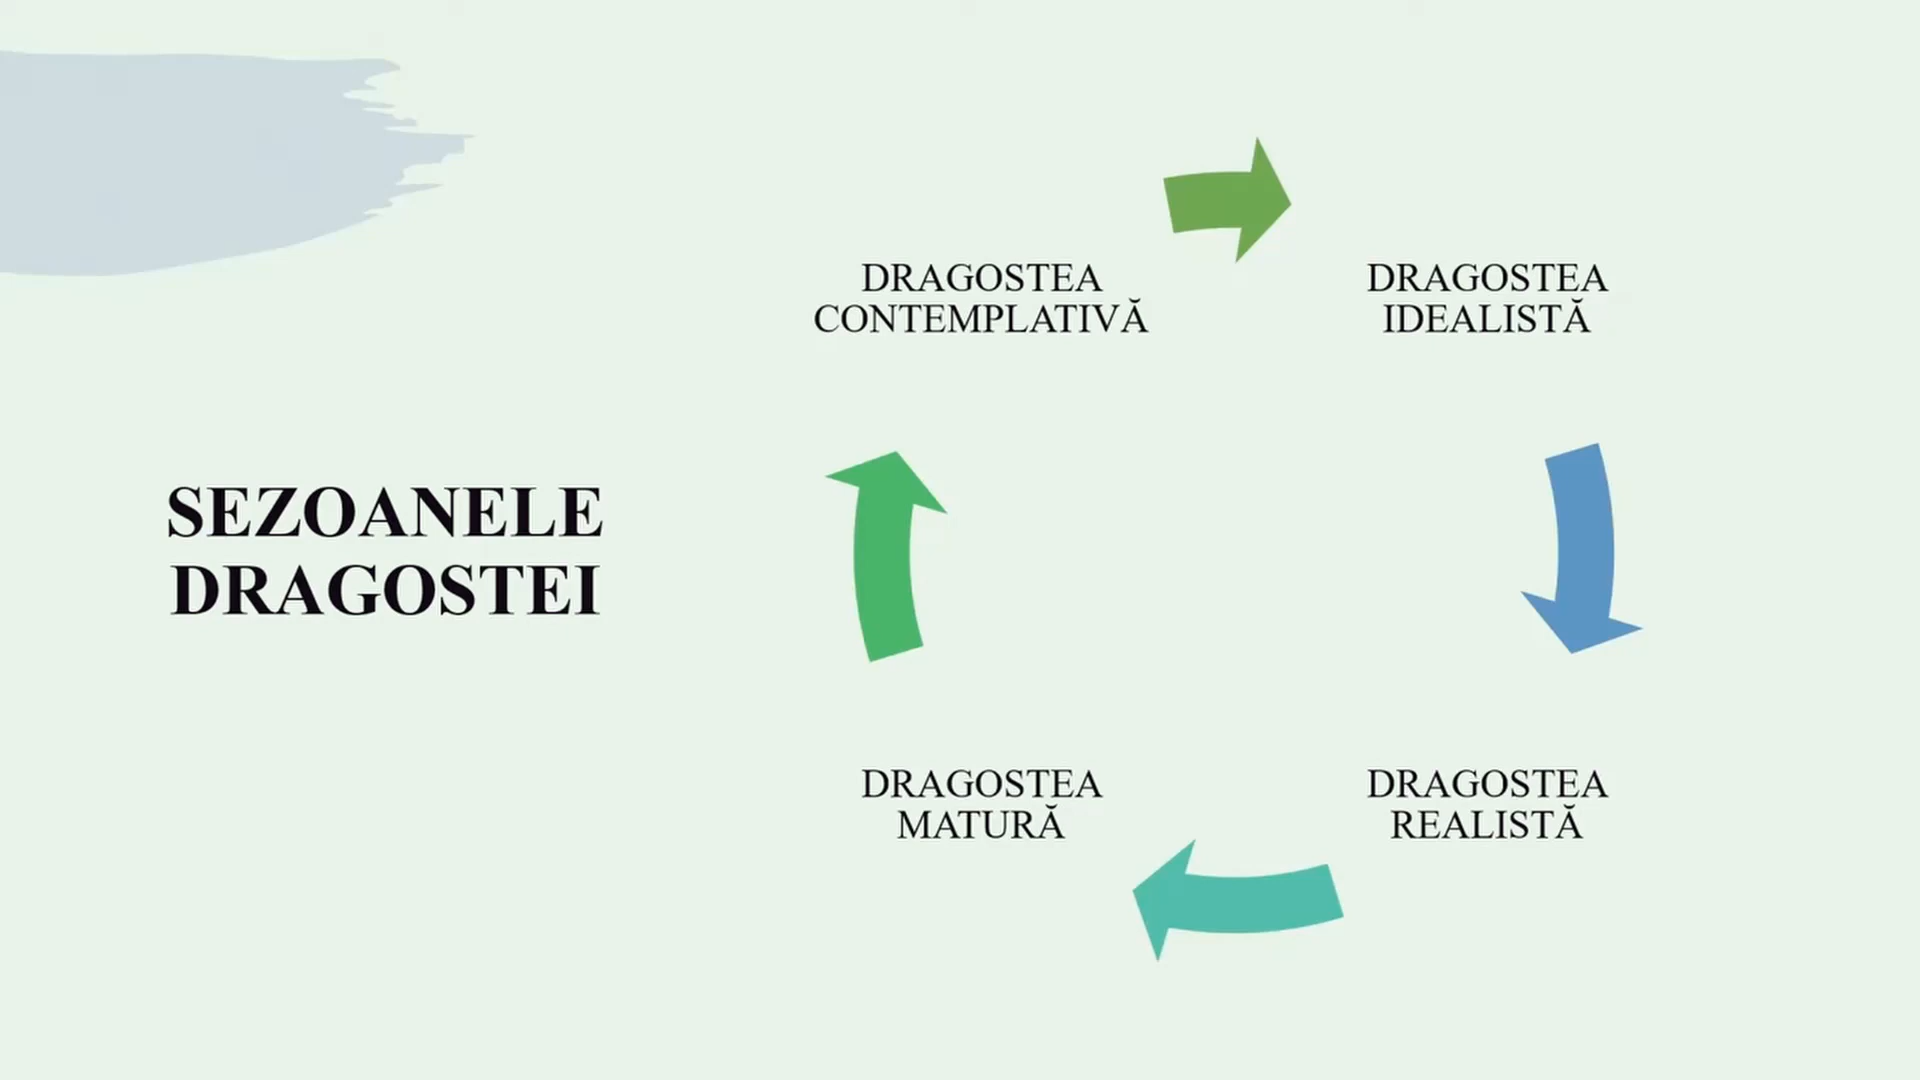 SEZOANELE
DRAGOSTEI
DRAGOSTEA
CONTEMPLATIVĂ
DRAGOSTEA
IDEALISTĂ
DRAGOSTEA
REALISTĂ
DRAGOSTEA
MATURĂ